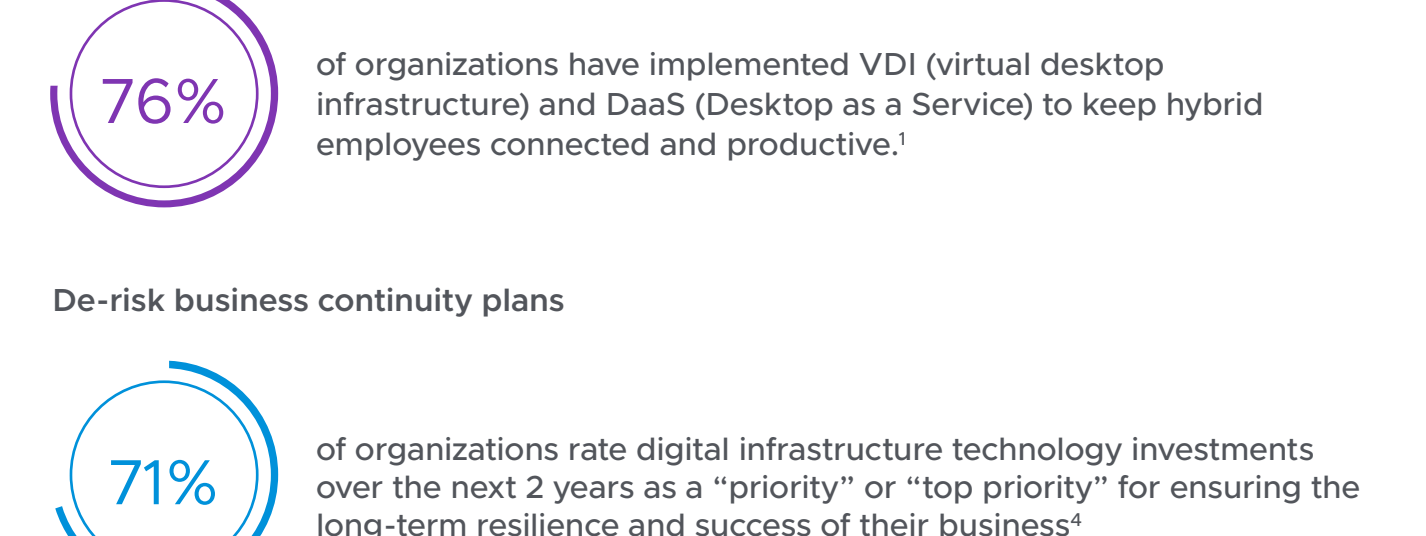 76%
of organizations have implemented VDI (virtual desktop
infrastructure) and DaaS (Desktop as a Service) to keep hybrid
employees connected and productive.¹
De-risk business continuity plans
71%
of organizations rate digital infrastructure technology investments
over the next 2 years as a “priority” or “top priority” for ensuring the
long-term resilience and success of their business⁴